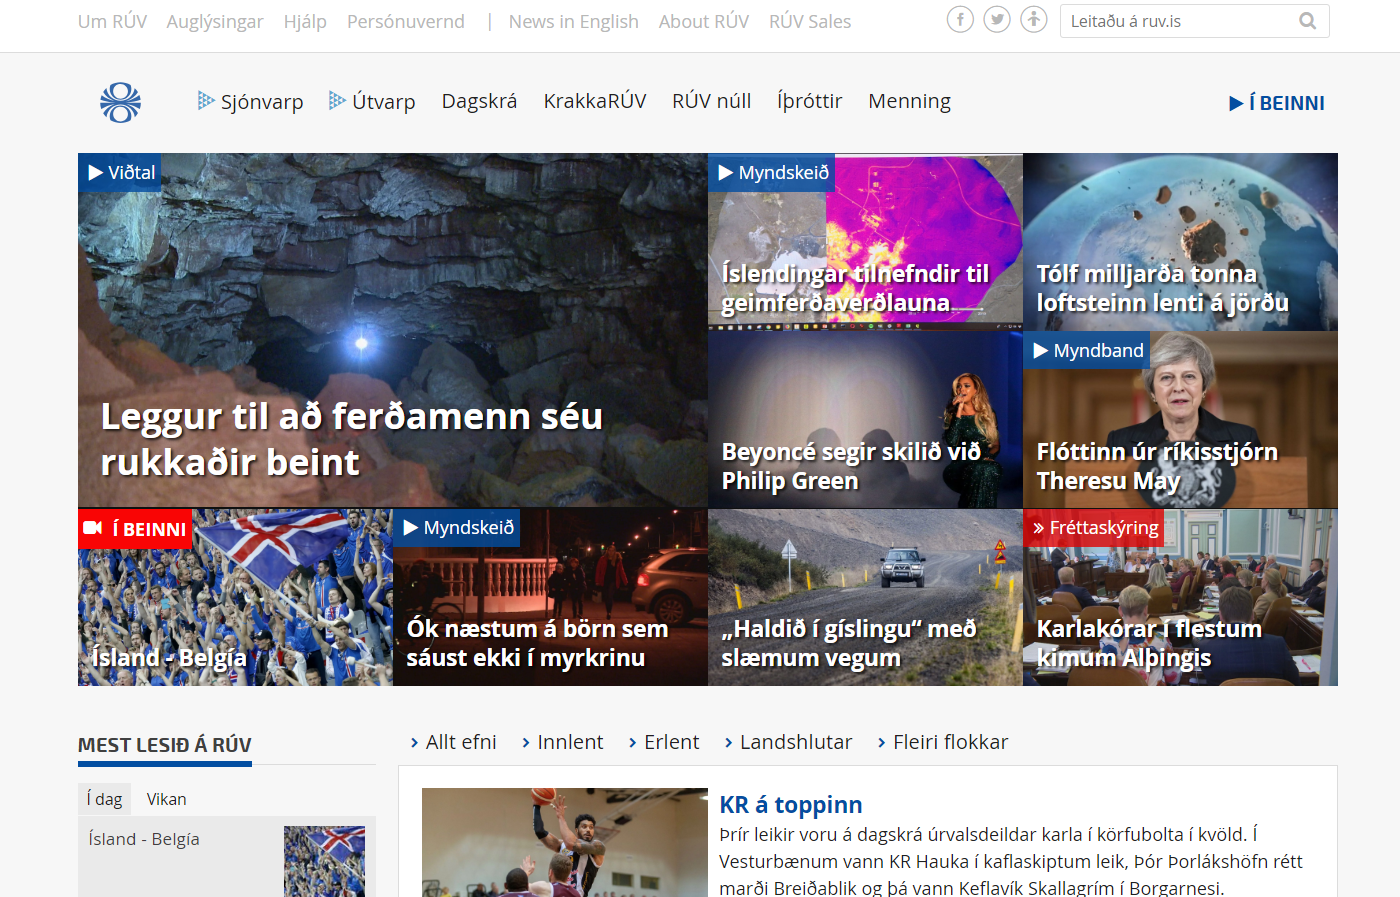 Um RÚV Auglýsingar Hjálp Persónuvernd | News in English About RÚV RÚV Sales Leitaðu á ruv.is
Sjónvarp Útvarp Dagskrá KrakkaRÚV RÚV núll Íþróttir Menning Í BEINNI
Viðtal
Leggur til að ferðamenn séu
rukkaðir beint
Myndskeið
Íslendingar tilnefndir til
geimferðaverðlauna
Tólf milljarða tonna
loftsteinn lenti á jörðu
Beyoncé segir skilið við
Philip Green
Myndband
Flóttinn úr ríkisstjórn
Theresu May
Í BEINNI
Ísland - Belgía
Myndskeið
Ók næstum á börn sem
sáust ekki í myrkrinu
„Haldið í gíslingu“ með
slæmum vegum
Fréttaskýring
Karlakórar í flestum
kimum Alþingis
MEST LESIÐ Á RÚV
Í dag Vikan
Ísland - Belgía
Allt efni Innlent Erlent Landshlutar Fleiri flokkar
KR á toppinn
Þrír leikir voru á dagskrá úrvalsdeildar karla í körfubolta í kvöld. Í
Vesturbænum vann KR Hauka í kaflaskiptum leik, Þór Þorlákshöfn rétt
marði Breiðablik og þá vann Keflavík Skallagrím í Borgarnesi.